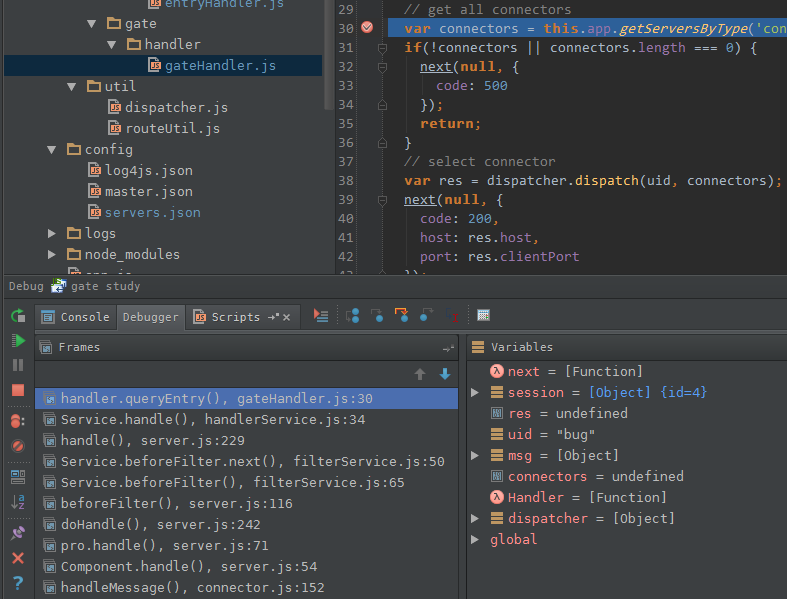 entryHandler.js
gate
handler
gateHandler.js
util
dispatcher.js
routeUtil.js
config
log4js.json
master.json
servers.json
logs
node_modules
29 // get all connectors
30 var connectors = this.app.getServersByType('con
31 if(!connectors || connectors.length === 0) {
32 next(null, {
33 code: 500
34 });
35 return;
36 }
37 // select connector
38 var res = dispatcher.dispatch(uid, connectors);
39 next(null, {
40 code: 200,
41 host: res.host,
42 port: res.clientPort
Debug gate study
Console Debugger Scripts
Frames
handler.queryEntry(), gateHandler.js:30
Service.handle(), handlerService.js:34
handle(), server.js:229
Service.beforeFilter.next(), filterService.js:50
Service.beforeFilter(), filterService.js:65
beforeFilter(), server.js:116
doHandle(), server.js:242
pro.handle(), server.js:71
Component.handle(), server.js:54
handleMessage(), connector.js:152
Variables
next = [Function]
session = [Object] {id=4}
res = undefined
uid = "bug"
msg = [Object]
connectors = undefined
Handler = [Function]
dispatcher = [Object]
global